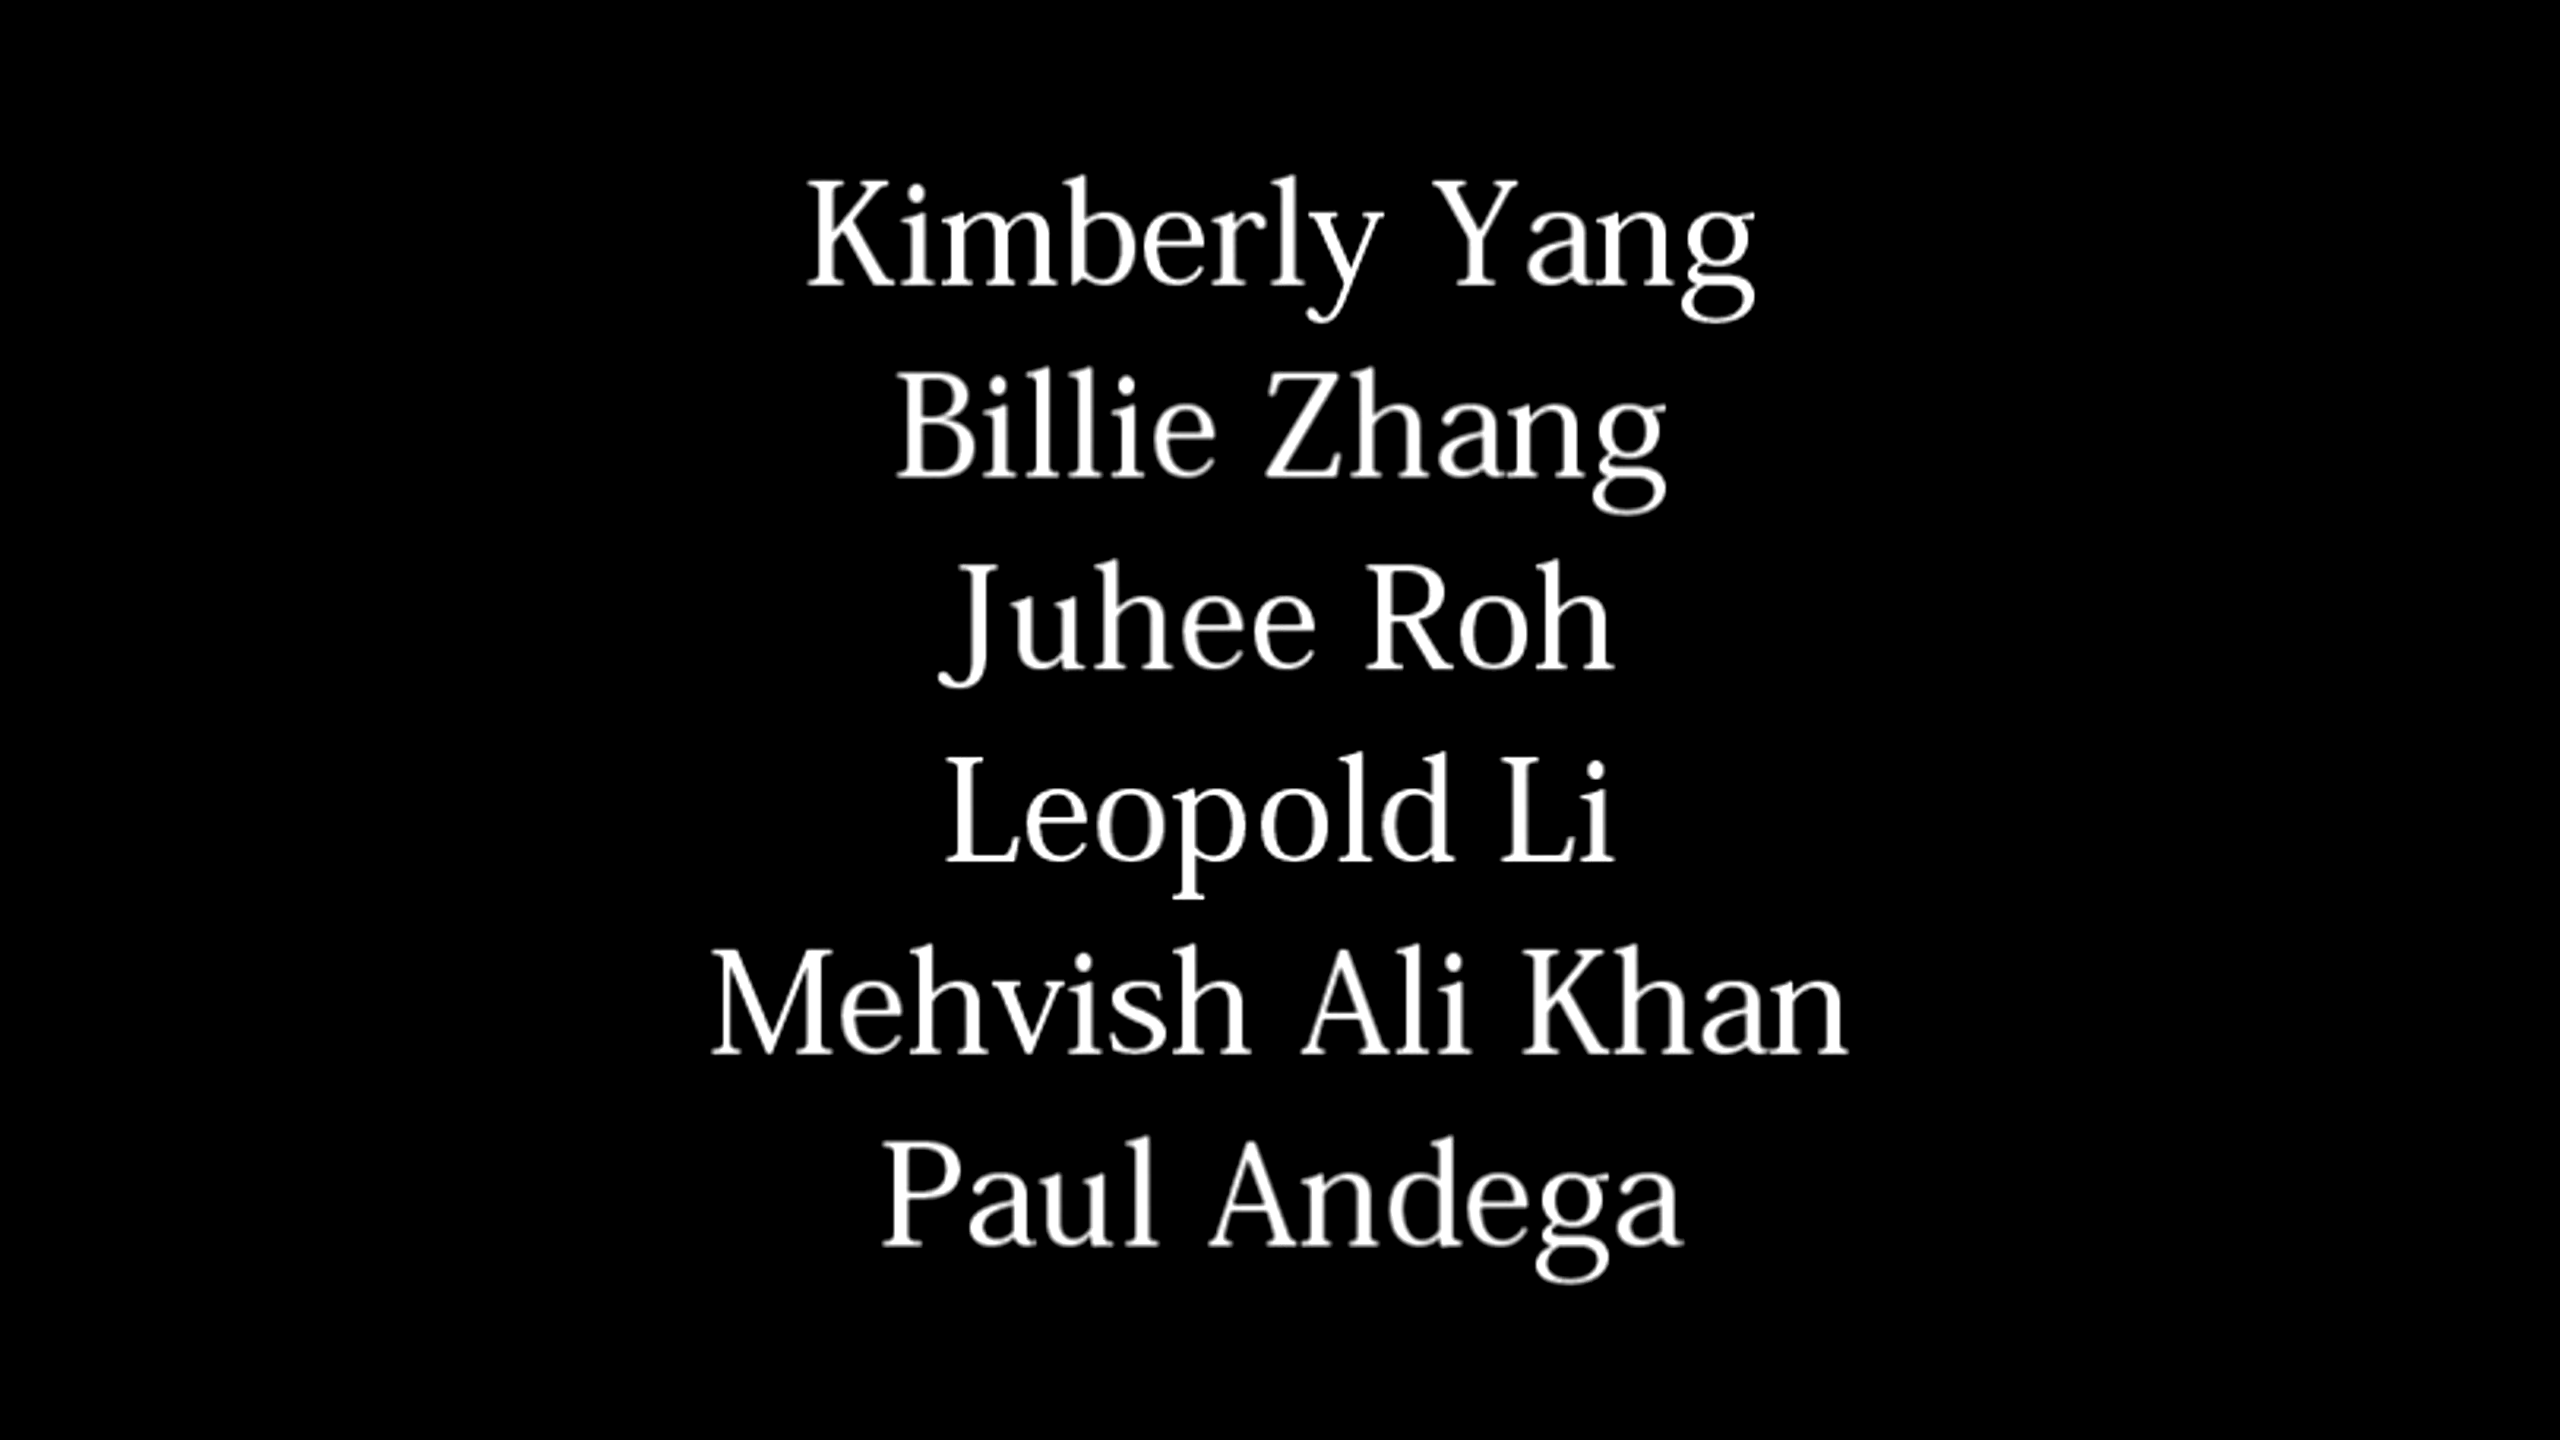 Kimberly Yang
Billie Zhang
Juhee Roh
Leopold Li
Mehvish Ali Khan
Paul Andega